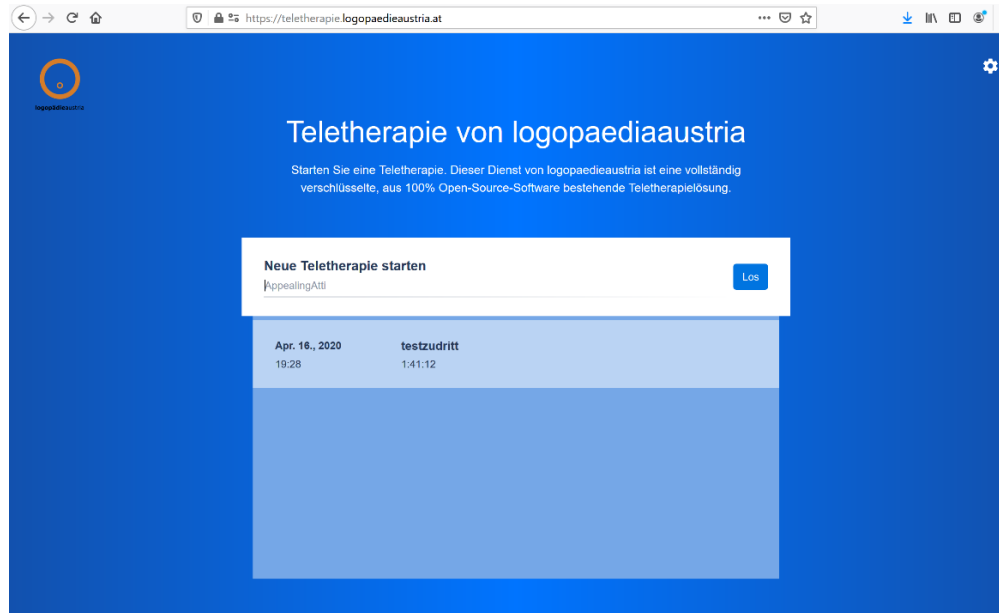 https://teletherapie.logopaedieaustria.at
logopädieaustria
Teletherapie von logopaediaaustria
Starten Sie eine Teletherapie. Dieser Dienst von logopaedieaustria ist eine vollständig
verschlüsselte, aus 100% Open-Source-Software bestehende Teletherapielösung.
Neue Teletherapie starten
AppealingAtti
Los
Apr. 16., 2020
testzudritt
19:28
1:41:12